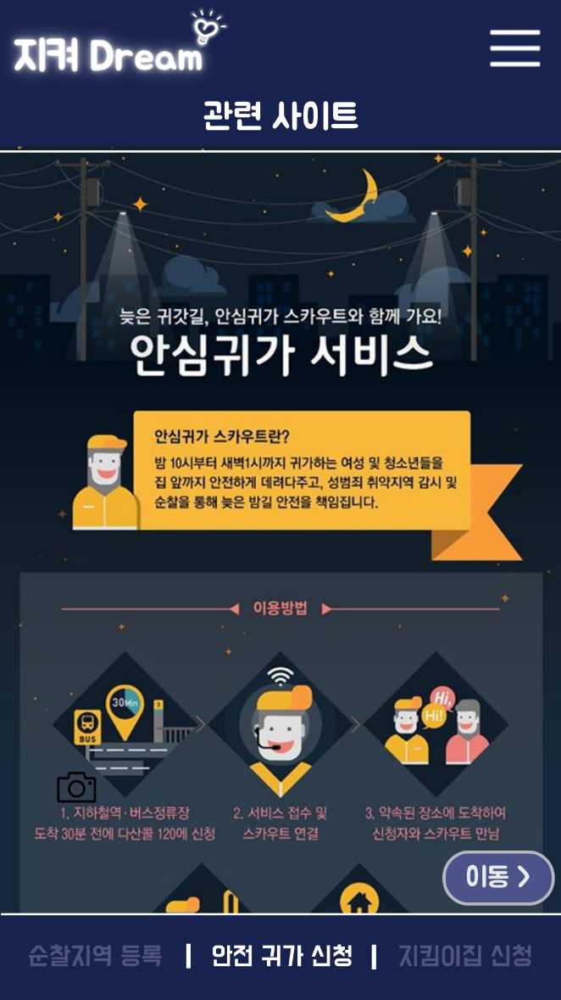 지켜 Dream
관련 사이트
늦은 귀갓길, 안심귀가 스카우트와 함께 가요!
안심귀가 서비스
안심귀가 스카우트란?
밤 10시부터 새벽1시까지 귀가하는 여성 및 청소년들을
집 앞까지 안전하게 데려다주고, 성범죄 취약지역 감시 및
순찰을 통해 늦은 밤길 안전을 책임집니다.
이용방법
30Min
3
BUS
Hi,
Hi!
1. 지하철역·버스정류장
도착 30분 전에 다산콜 120에 신청
2. 서비스 접수 및
스카우트 연결
3. 약속된 장소에 도착하여
신청자와 스카우트 만남
이동 >
순찰지역 등록 | 안전 귀가 신청 | 지킴이집 신청